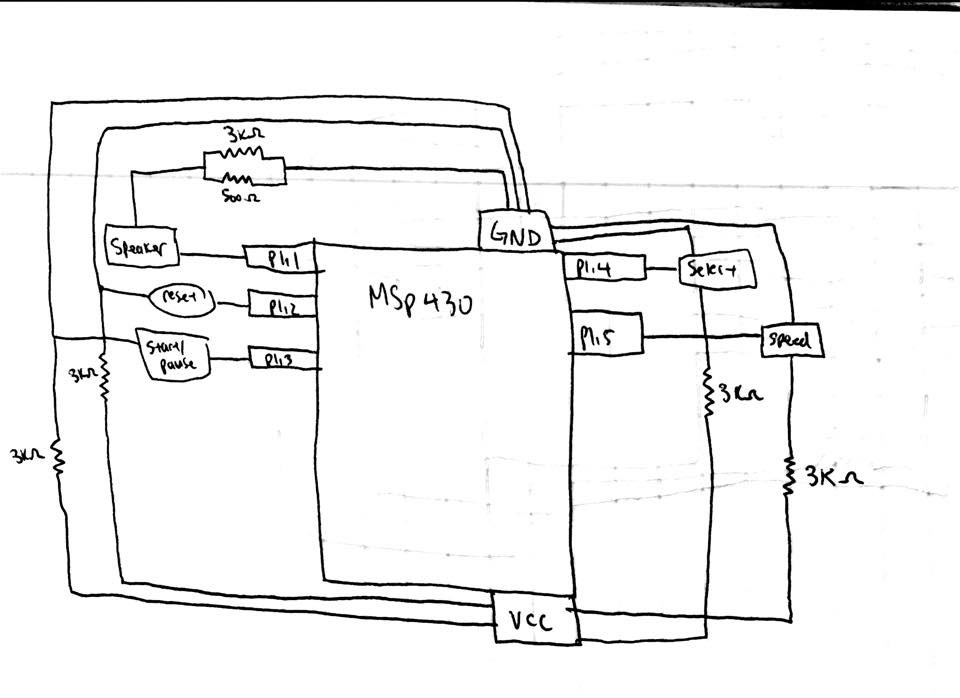 3KΩ
500Ω
GND
Speaker
P1.1
P1.4
Select
reset
P1.2
MSP430
Start/
pause
P1.3
P1.5
Speed
3KΩ
3KΩ
3KΩ
3KΩ
VCC